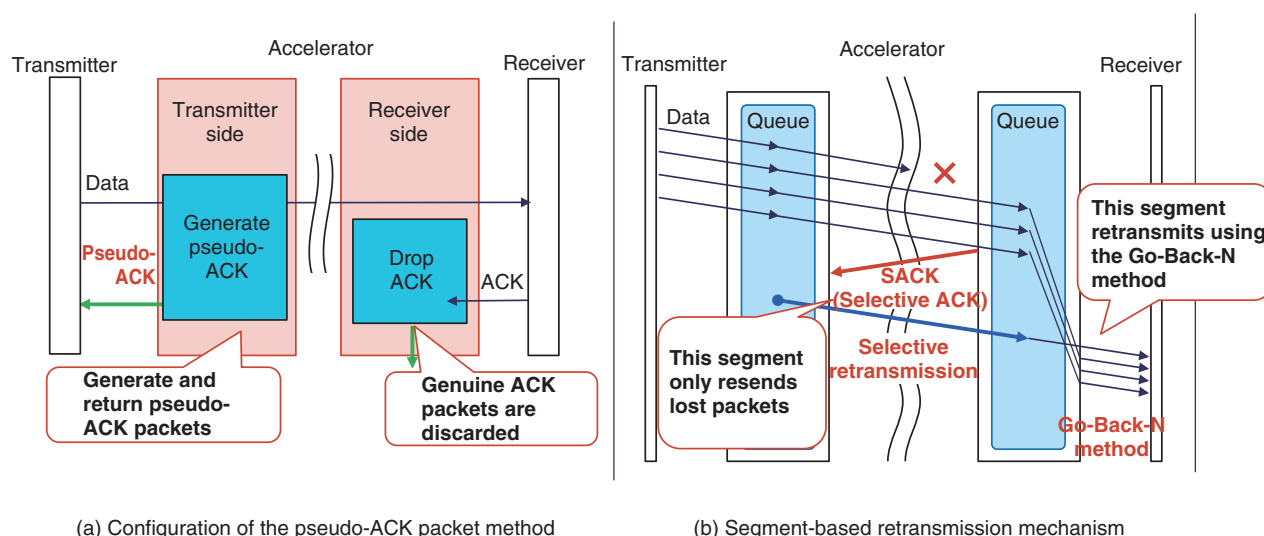 Accelerator
Transmitter
Receiver
Transmitter
side
Receiver
side
Data
Generate
pseudo-
ACK
Pseudo-
ACK
Drop
ACK
ACK
Generate and
return pseudo-
ACK packets
Genuine ACK
packets are
discarded
(a) Configuration of the pseudo-ACK packet method
Accelerator
Transmitter
Receiver
Data
Queue
Queue
This segment
retransmits using
the Go-Back-N
method
SACK
(Selective ACK)
Selective
retransmission
This segment
only resends
lost packets
Go-Back-N
method
(b) Segment-based retransmission mechanism